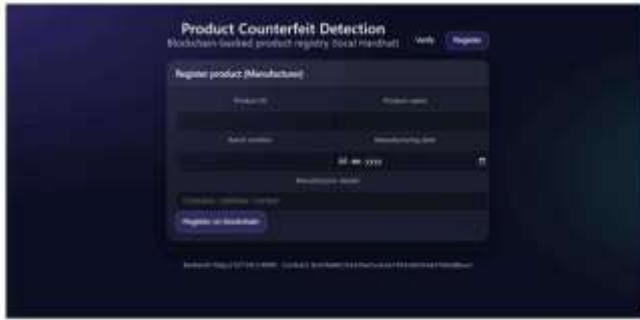 Product Counterfeit Detection
Blockchain-backed product registry (local Hardhat)
Verify
Register
Register product (Manufacturer)
Product ID
Product name
Batch number
Manufacturing date
dd-mm-yyyy
Manufacturer details
Register on blockchain